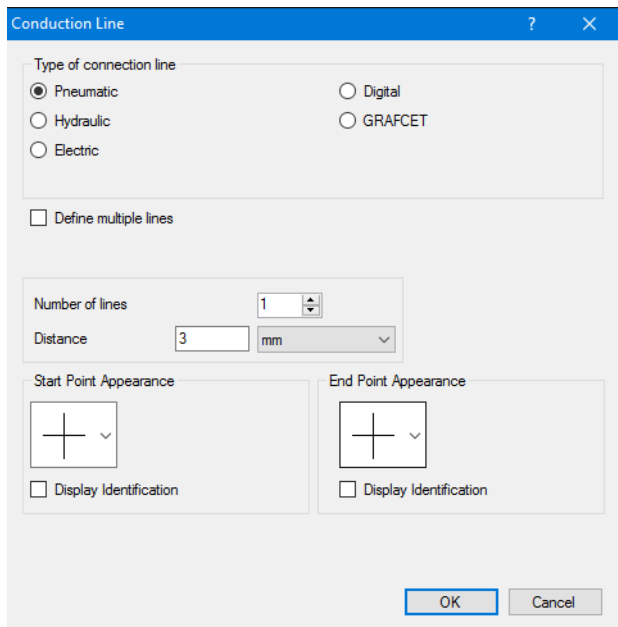 Conduction Line ?
Type of connection line
Pneumatic Digital
Hydraulic GRAFCET
Electric
Define multiple lines
Number of lines 1
Distance 3 mm
Start Point Appearance End Point Appearance
Display Identification Display Identification
OK Cancel